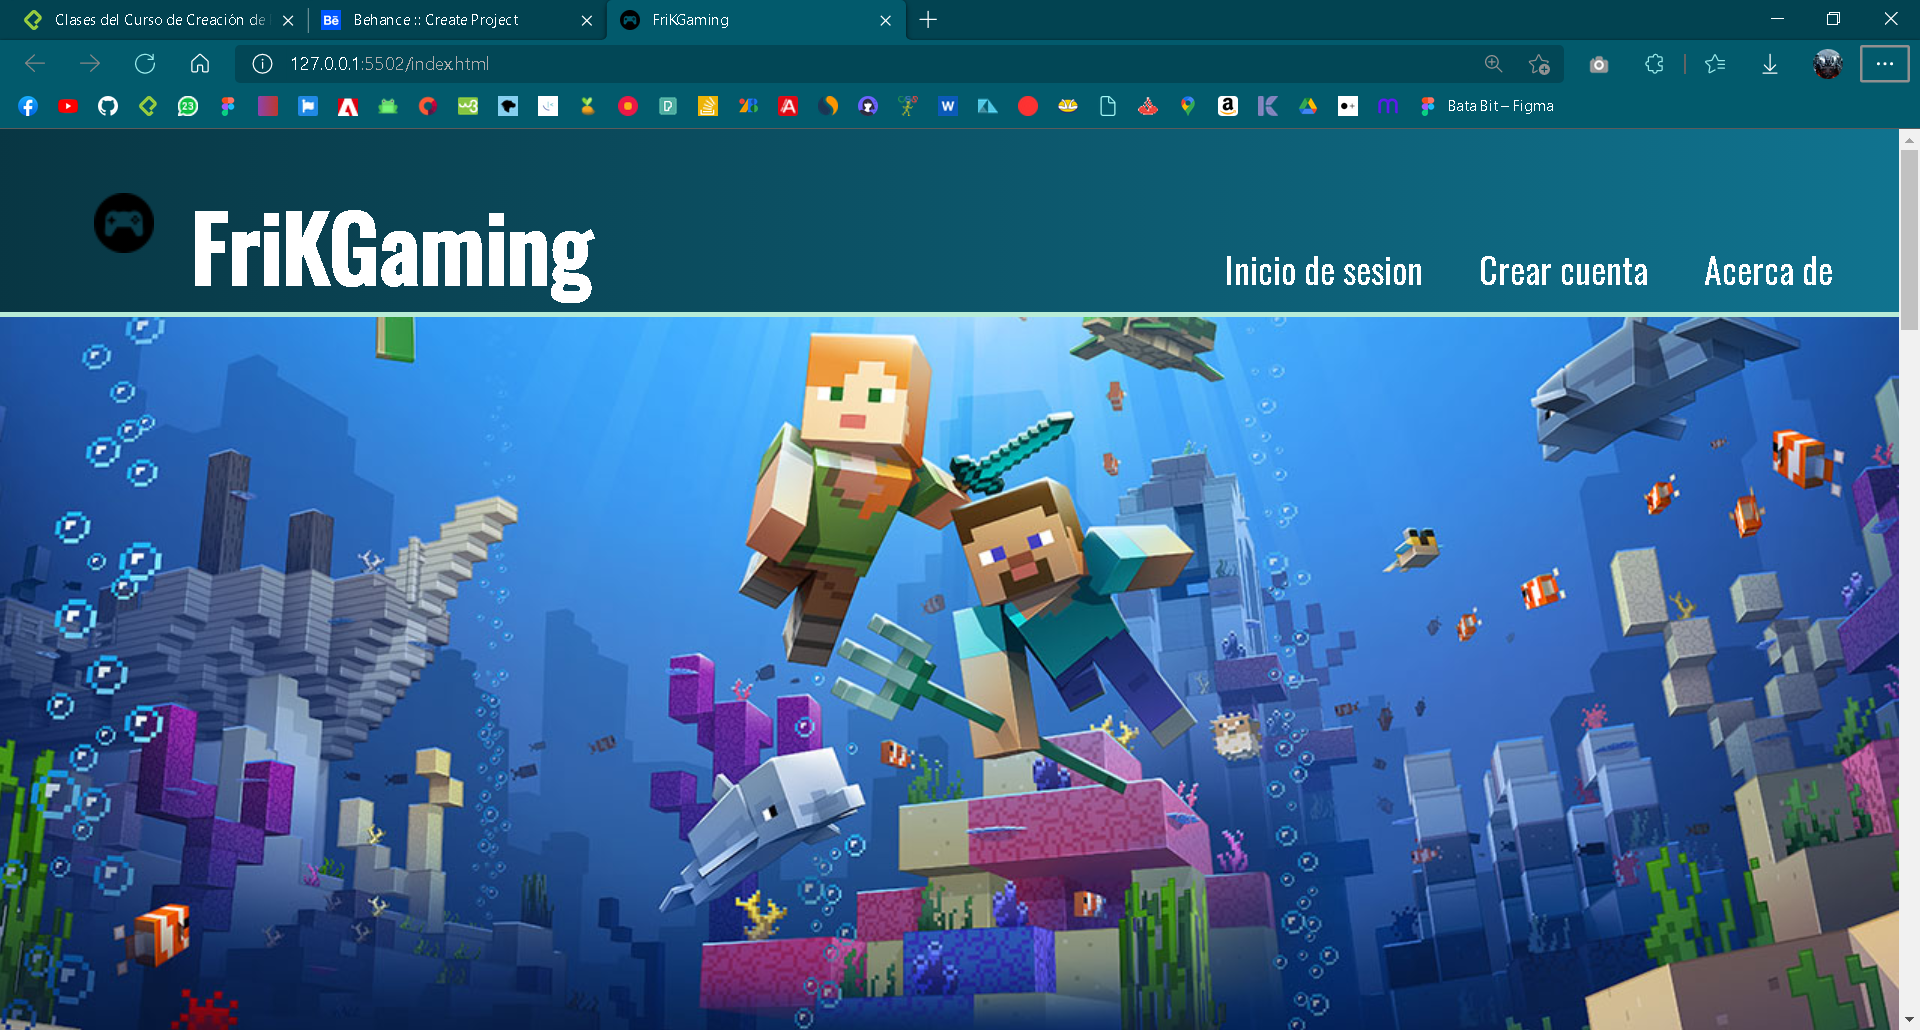 Clases del Curso de Creación de
Behance :: Create Project
FriKGaming
127.0.0.1:5502/index.html
Bata Bit – Figma
FriKGaming
Inicio de sesion
Crear cuenta
Acerca de